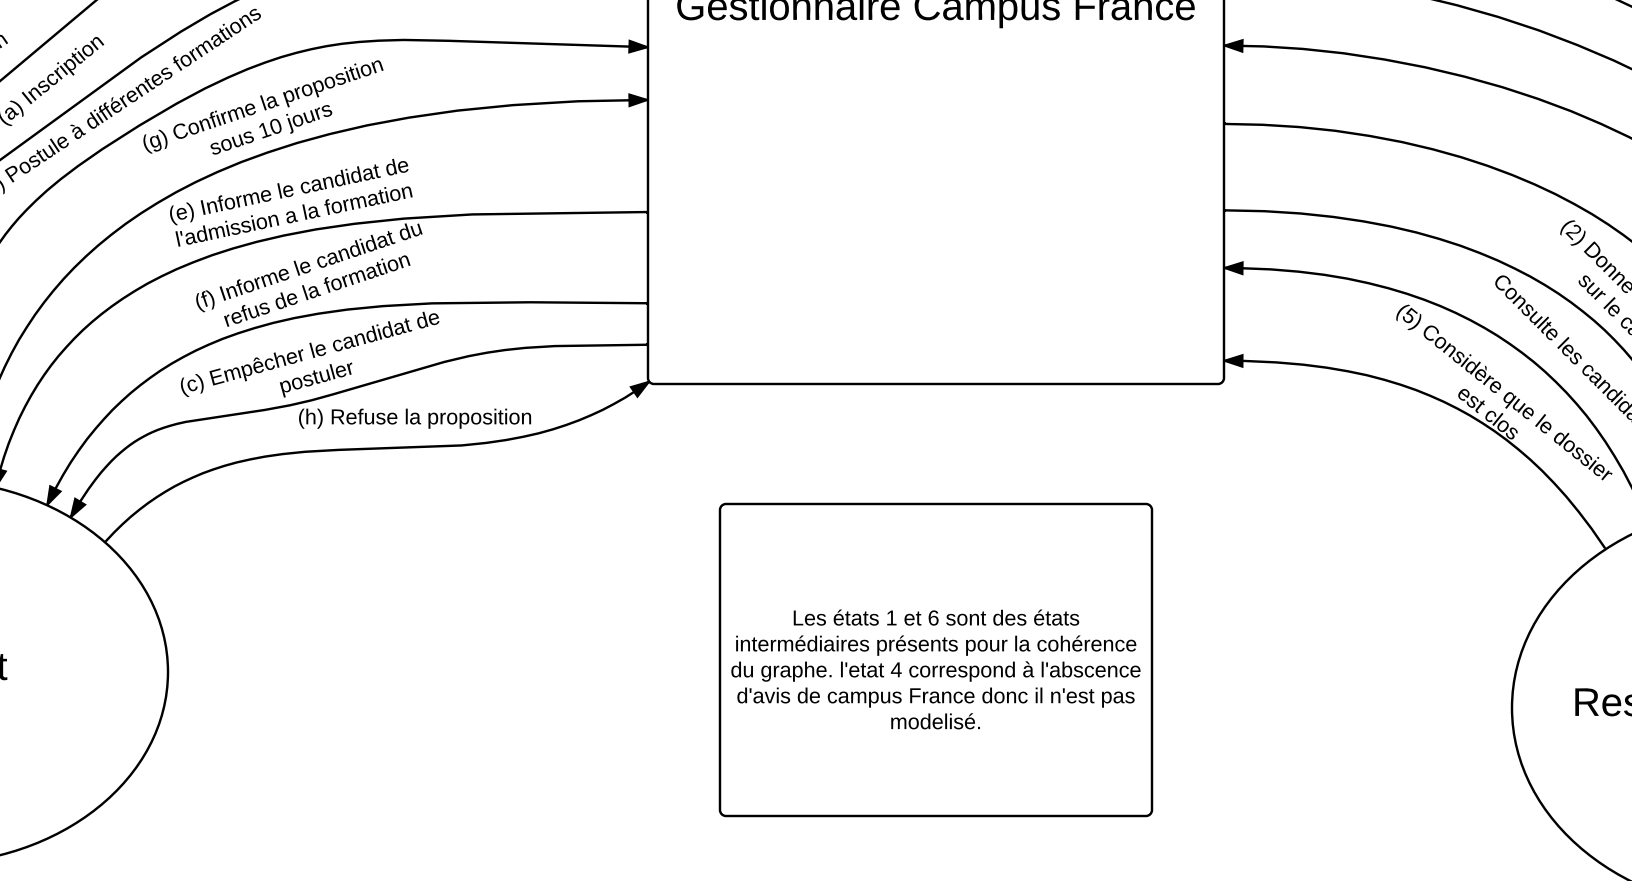 Gestionnaire Campus France
(a) Inscription
Postule à différentes formations
(g) Confirme la proposition
sous 10 jours
(e) Informe le candidat de
l'admission a la formation
(f) Informe le candidat du
refus de la formation
(c) Empêcher le candidat de
postuler
(h) Refuse la proposition
(2) Donne
sur le
Consulte les
(5) Considère que le dossier
est clos
Les états 1 et 6 sont des états
intermédiaires présents pour la cohérence
du graphe. l'etat 4 correspond à l'abscence
d'avis de campus France donc il n'est pas
modelisé.
t
Res